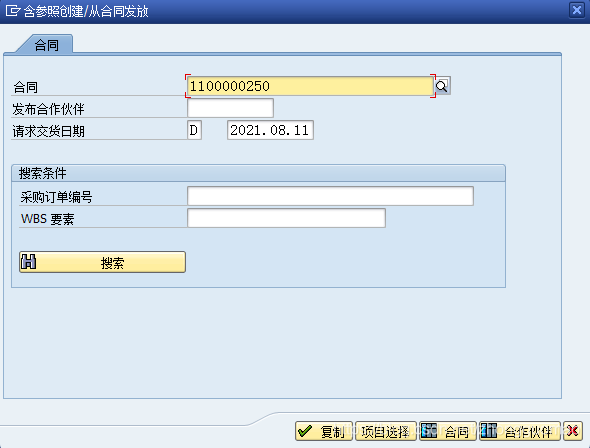 含参照创建/从合同发放
合同
合同 1100000250
发布合作伙伴
请求交货日期 D 2021.08.11
搜索条件
采购订单编号
WBS 要素
搜索
复制 项目选择 合同 合作伙伴